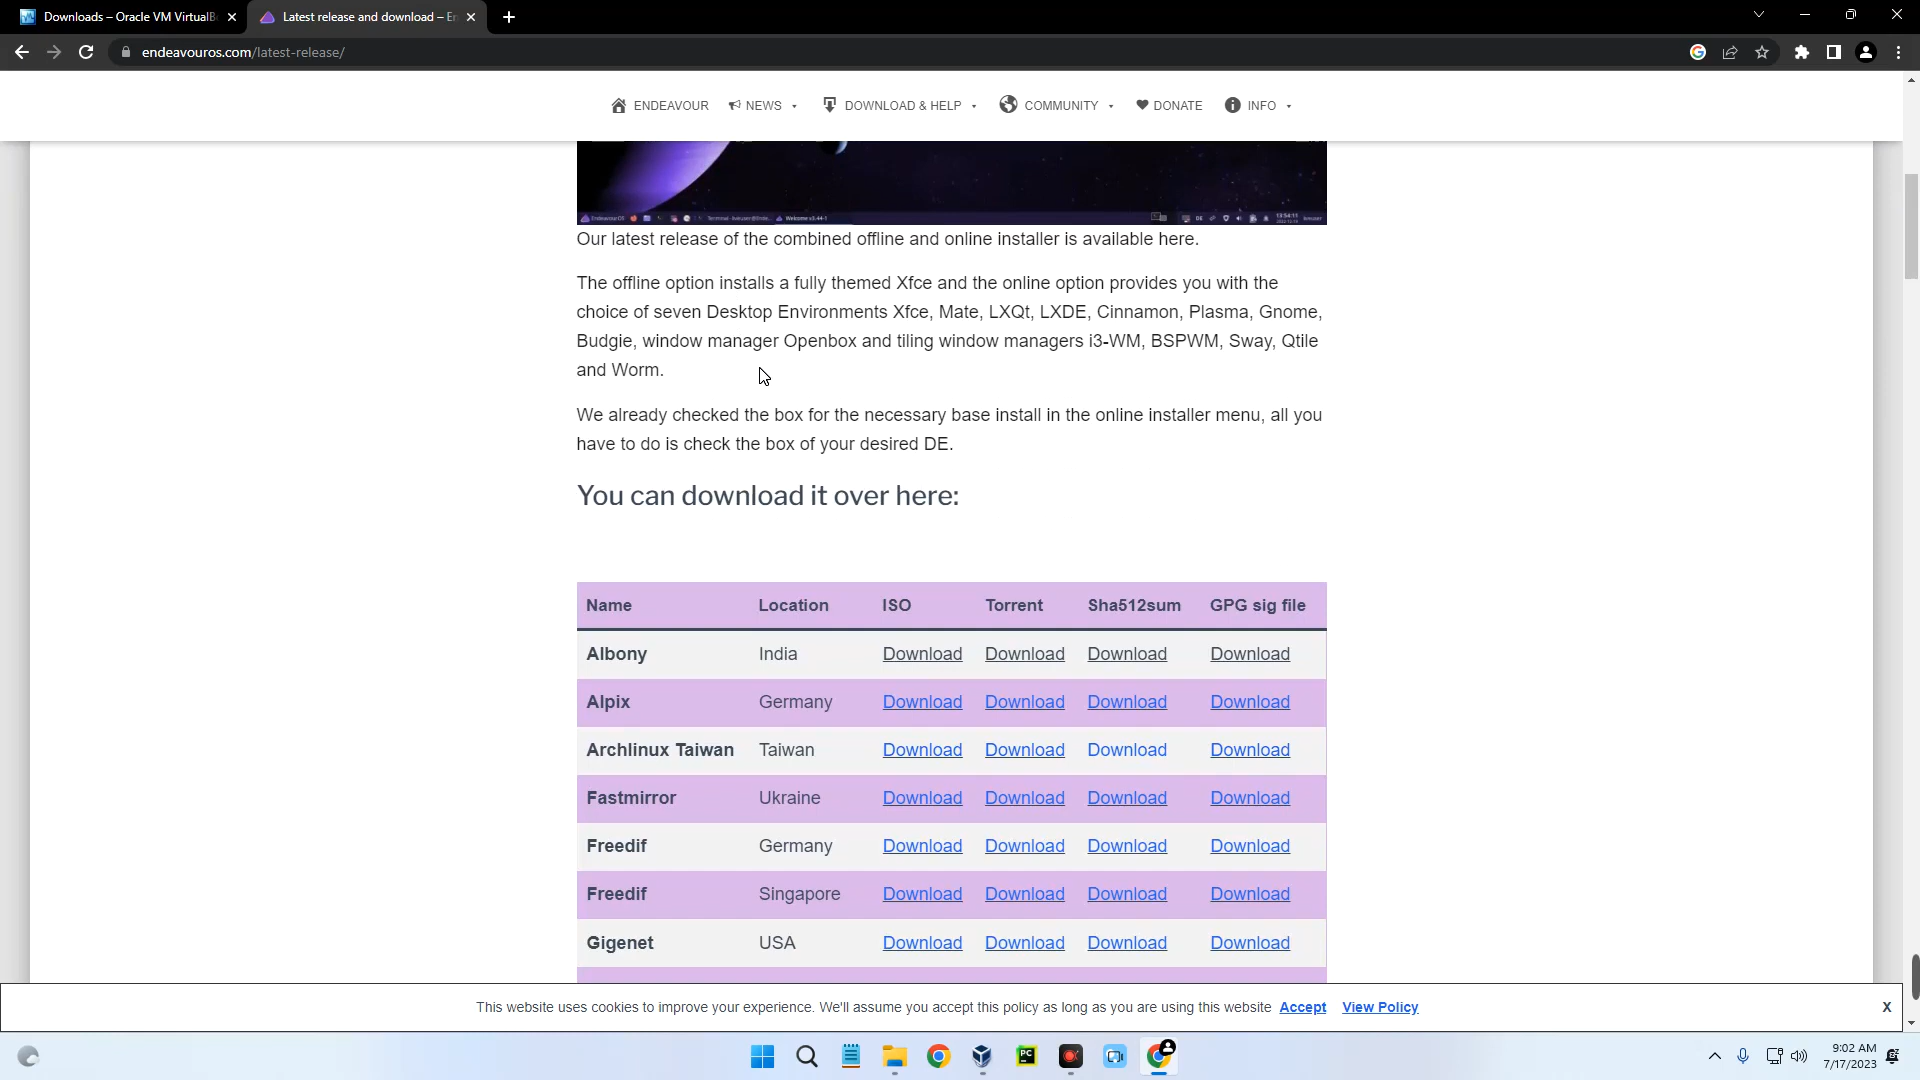 Downloads – Oracle VM VirtualB
Latest release and download – En
endeavouros.com/latest-release/
ENDEAVOUR
NEWS
DOWNLOAD & HELP
COMMUNITY
DONATE
INFO
EndeavourOS
Welcome v3.44-1
13:54:11
Our latest release of the combined offline and online installer is available here.
The offline option installs a fully themed Xfce and the online option provides you with the
choice of seven Desktop Environments Xfce, Mate, LXQt, LXDE, Cinnamon, Plasma, Gnome,
Budgie, window manager Openbox and tiling window managers i3-WM, BSPWM, Sway, Qtile
and Worm.
We already checked the box for the necessary base install in the online installer menu, all you
have to do is check the box of your desired DE.
You can download it over here:
Name Location ISO Torrent Sha512sum GPG sig file
Albony India Download Download Download Download
Alpix Germany Download Download Download Download
Archlinux Taiwan Taiwan Download Download Download Download
Fastmirror Ukraine Download Download Download Download
Freedif Germany Download Download Download Download
Freedif Singapore Download Download Download Download
Gigenet USA Download Download Download Download
This website uses cookies to improve your experience. We'll assume you accept this policy as long as you are using this website Accept View Policy X
PC
9:02 AM
7/17/2023